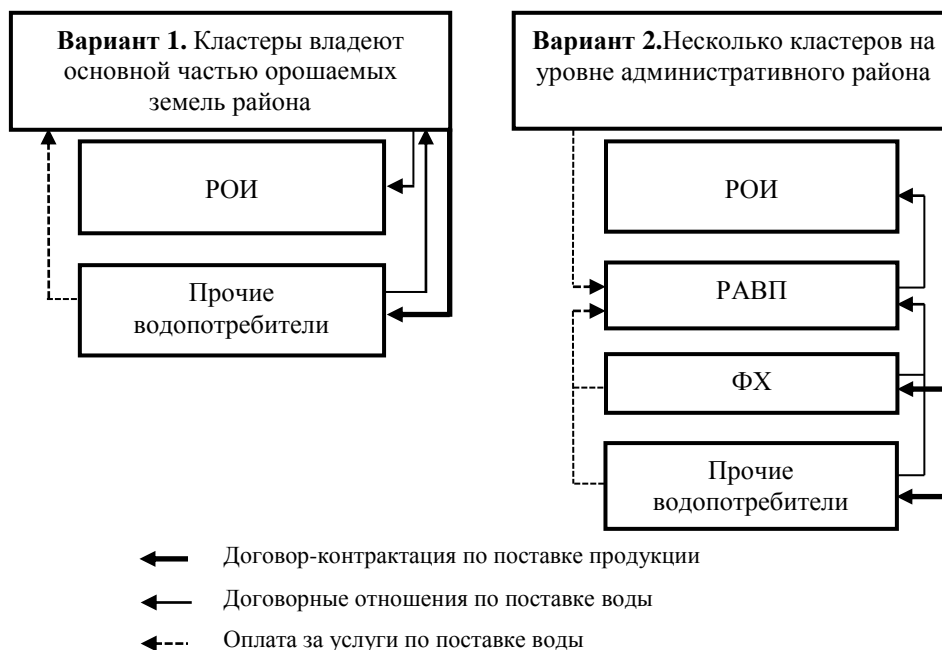 Вариант 1. Кластеры владеют
основной частью орошаемых
земель района
РОИ
Прочие
водопотребители
Вариант 2.Несколько кластеров на
уровне административного района
РОИ
РАВП
ФХ
Прочие
водопотребители
Договор-контрактация по поставке продукции
Договорные отношения по поставке воды
Оплата за услуги по поставке воды